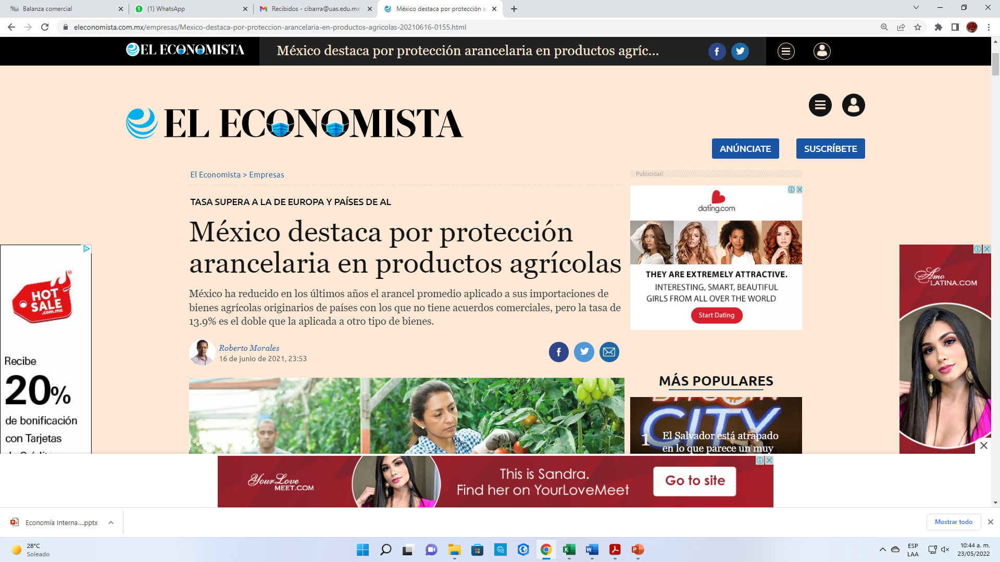 Balanza comercial
(1) WhatsApp
Recibidos - cibarra@uas.edu.mx
México destaca por protección a
eleconomista.com.mx/empresas/Mexico-destaca-por-proteccion-arancelaria-en-productos-agricolas-20210616-0155.html
EL ECONOMISTA
México destaca por protección arancelaria en productos agríc...
EL ECONOMISTA
ANÚNCIATE
SUSCRÍBETE
El Economista > Empresas
Publicidad
TASA SUPERA A LA DE EUROPA Y PAÍSES DE AL
México destaca por protección
arancelaria en productos agrícolas
México ha reducido en los últimos años el arancel promedio aplicado a sus importaciones de
bienes agrícolas originarios de países con los que no tiene acuerdos comerciales, pero la tasa de
13.9% es el doble que la aplicada a otro tipo de bienes.
Roberto Morales
16 de junio de 2021, 23:53
dating.com
THEY ARE EXTREMELY ATTRACTIVE.
INTERESTING, SMART, BEAUTIFUL
GIRLS FROM ALL OVER THE WORLD
Start Dating
MÁS POPULARES
BITCOIN
CITY
1
El Salvador está atrapado
en lo que parece un muy
HOT
SALE
.com.mx
Recibe
20%
de bonificación
con Tarjetas
Amo
LATINA.COM
YourLove
MEET.COM
This is Sandra.
Find her on YourLoveMeet
Go to site
Economía Interna....pptx
Mostrar todo
28°C
Soleado
ESP
LAA
10:44 a. m.
23/05/2022